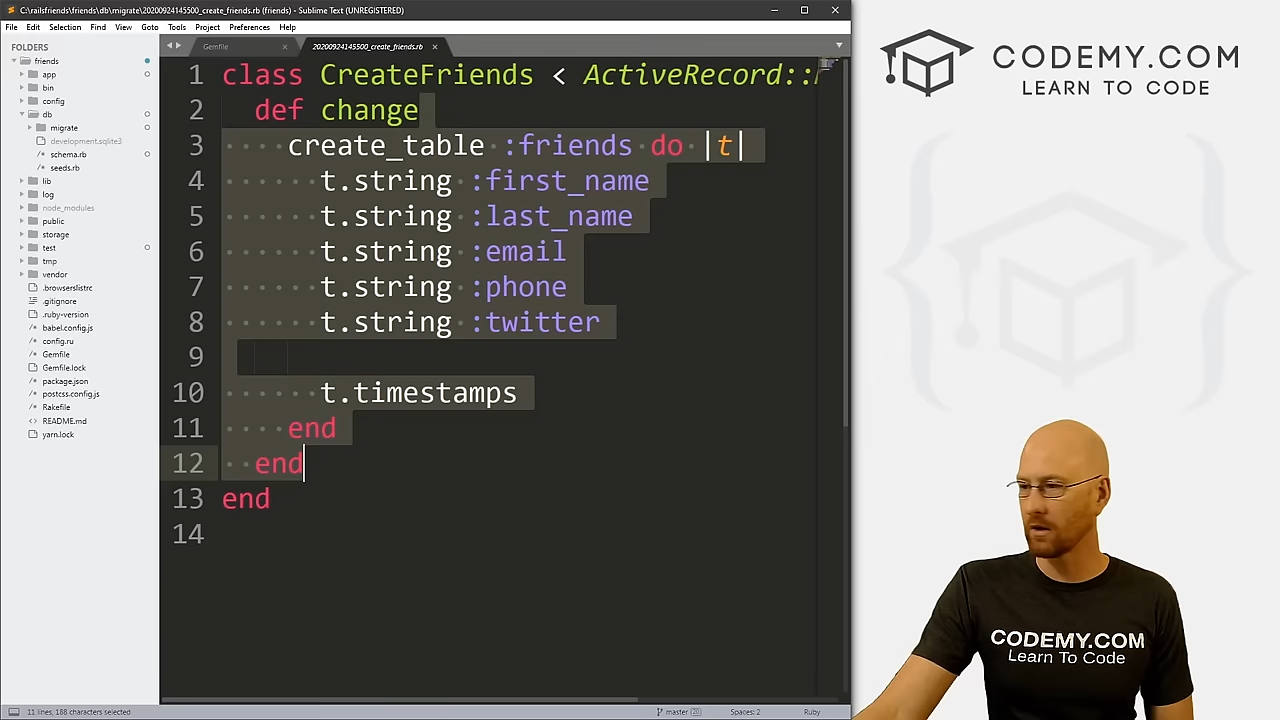 C:\railsfriends\friends\db\migrate\20200924145500_create_friends.rb (friends) - Sublime Text (UNREGISTERED)
File Edit Selection Find View Goto Tools Project Preferences Help
FOLDERS
friends
app
bin
config
db
migrate
development.sqlite3
schema.rb
seeds.rb
lib
log
node_modules
public
storage
test
tmp
vendor
.browserslistrc
.gitignore
.ruby-version
babel.config.js
config.ru
Gemfile
Gemfile.lock
package.json
postcss.config.js
Rakefile
README.md
yarn.lock
Gemfile
20200924145500_create_friends.rb
1 class CreateFriends < ActiveRecord::
2 def change
3 create_table :friends do |t|
4 t.string :first_name
5 t.string :last_name
6 t.string :email
7 t.string :phone
8 t.string :twitter
9
10 t.timestamps
11 end
12 end
13 end
14
11 lines, 188 characters selected
master 20
Spaces: 2
Ruby
CODEMY.COM
LEARN TO CODE
CODEMY.COM
Learn To Code